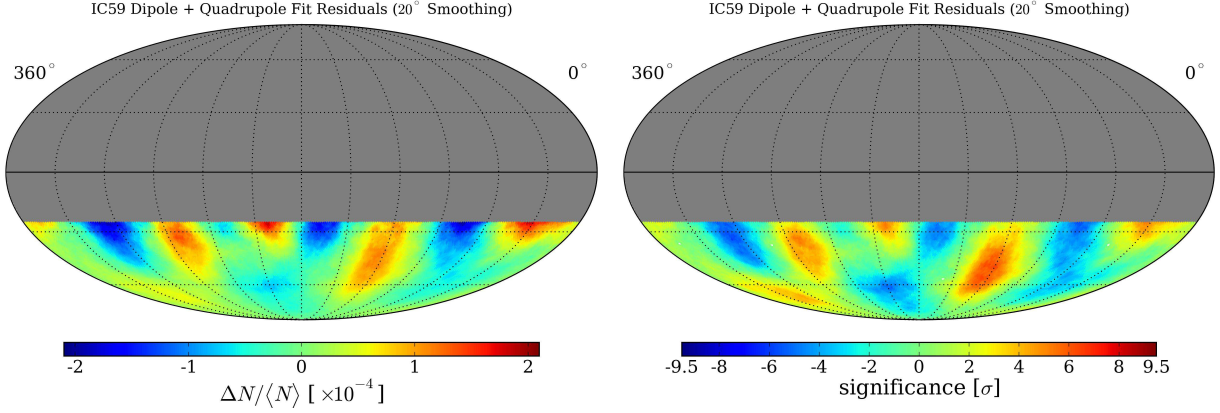 IC59 Dipole + Quadrupole Fit Residuals (20° Smoothing)
360°
0°
-2 -1 0 1 2
ΔN/⟨N⟩ [ ×10⁻⁴]
IC59 Dipole + Quadrupole Fit Residuals (20° Smoothing)
360°
0°
-9.5 -8 -6 -4 -2 0 2 4 6 8 9.5
significance [σ]